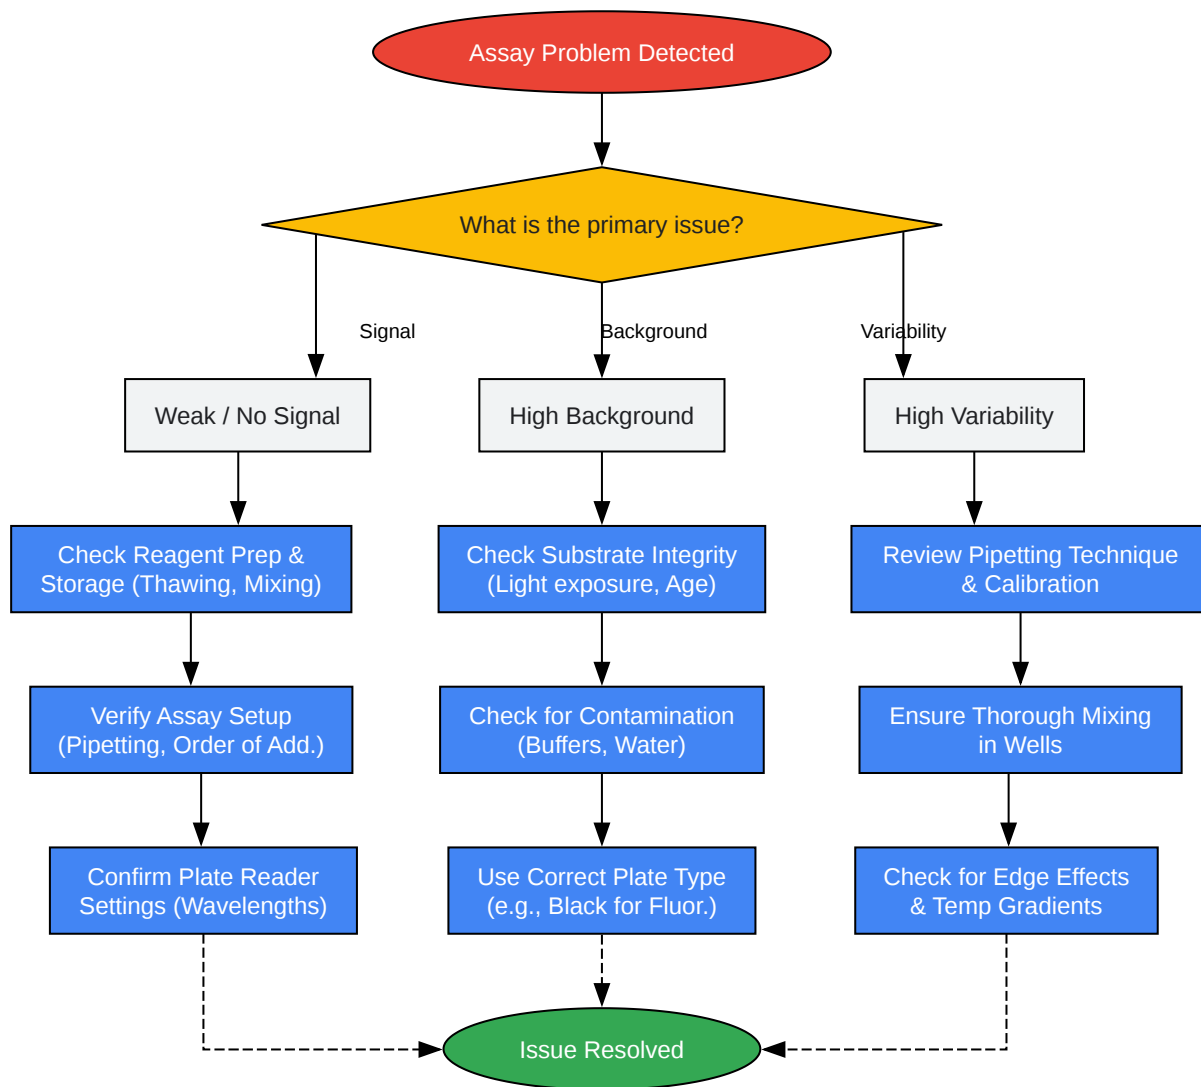 Assay Problem Detected
What is the primary issue?
Signal
Background
Variability
Weak / No Signal
High Background
High Variability
Check Reagent Prep &
Storage (Thawing, Mixing)
Check Substrate Integrity
(Light exposure, Age)
Review Pipetting Technique
& Calibration
Verify Assay Setup
(Pipetting, Order of Add.)
Check for Contamination
(Buffers, Water)
Ensure Thorough Mixing
in Wells
Confirm Plate Reader
Settings (Wavelengths)
Use Correct Plate Type
(e.g., Black for Fluor.)
Check for Edge Effects
& Temp Gradients
Issue Resolved